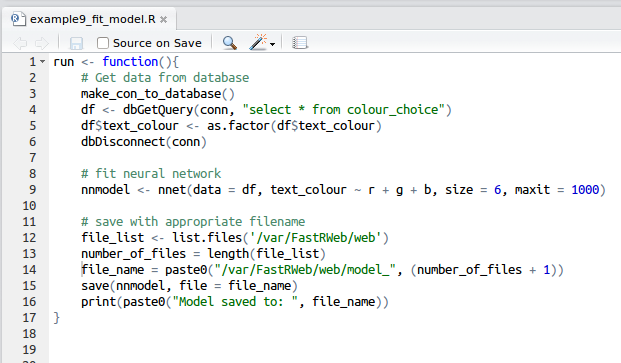 example9_fit_model.R
Source on Save
1 run <- function(){
2     # Get data from database
3     make_con_to_database()
4     df <- dbGetQuery(conn, "select * from colour_choice")
5     df$text_colour <- as.factor(df$text_colour)
6     dbDisconnect(conn)
7
8     # fit neural network
9     nnmodel <- nnet(data = df, text_colour ~ r + g + b, size = 6, maxit = 1000)
10
11     # save with appropriate filename
12     file_list <- list.files('/var/FastRWeb/web')
13     number_of_files = length(file_list)
14     file_name = paste0("/var/FastRWeb/web/model_", (number_of_files + 1))
15     save(nnmodel, file = file_name)
16     print(paste0("Model saved to: ", file_name))
17 }
18
19